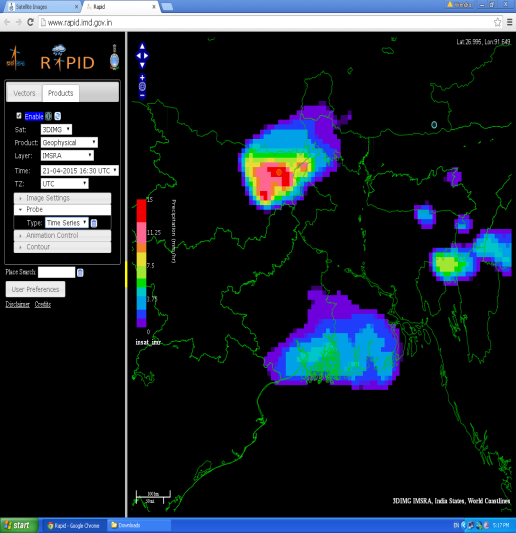 Satellite Images
Rapid
www.rapid.imd.gov.in
RAPID
Vectors
Products
Enable
Sat: 3DIMG
Product: Geophysical
Layer: IMSRA
Time: 21-04-2015 16:30 UTC
TZ: UTC
Image Settings
Probe
Type: Time Series
Animation Control
Contour
Place Search:
User Preferences
Disclaimer Credits
Lat:26.995, Lon:91.649
15
11.25
7.5
3.75
0
Precipitation (mm/hr)
insat_imr
100km
50mi
3DIMG IMSRA, India States, World Coastlines
start
Rapid - Google Chrome
Downloads
EN
5:17 PM